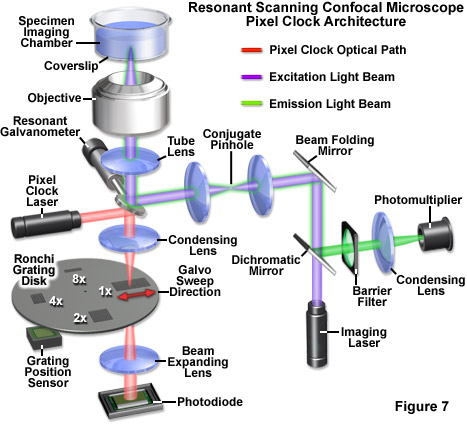 Resonant Scanning Confocal Microscope
Pixel Clock Architecture
Specimen
Imaging
Chamber
Coverslip
Pixel Clock Optical Path
Excitation Light Beam
Emission Light Beam
Objective
Resonant
Galvanometer
Tube
Lens
Conjugate
Pinhole
Beam Folding
Mirror
Pixel
Clock
Laser
Photomultiplier
Condensing
Lens
Dichromatic
Mirror
Barrier
Filter
Condensing
Lens
Ronchi
Grating
Disk
8x
4x
1x
2x
Galvo
Sweep
Direction
Grating
Position
Sensor
Beam
Expanding
Lens
Imaging
Laser
Photodiode
Figure 7